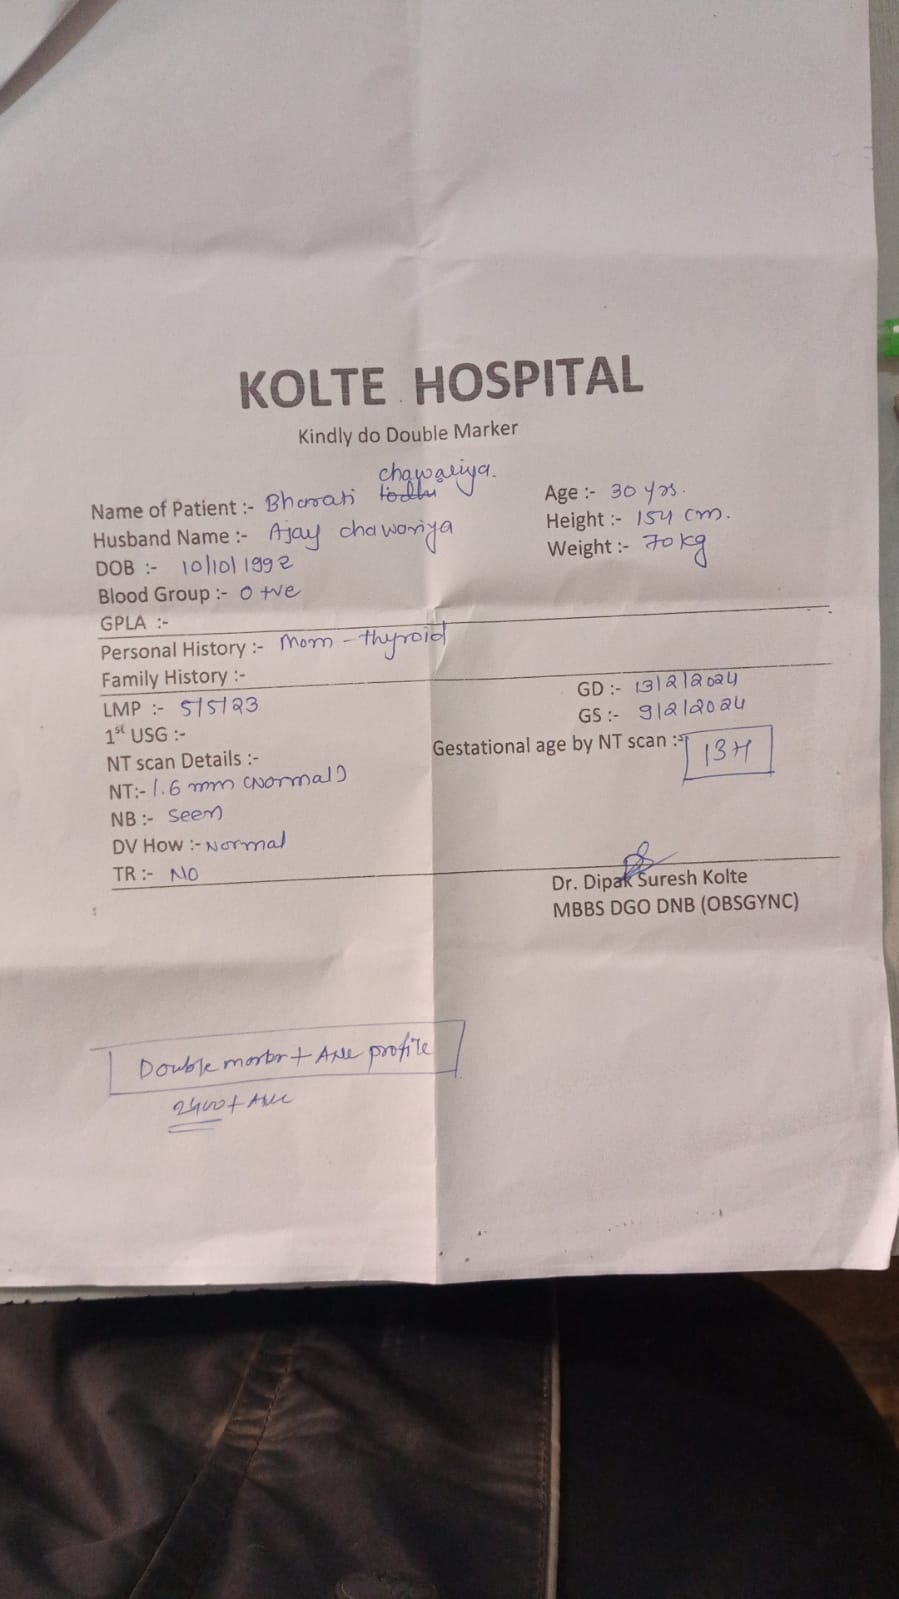 KOLTE HOSPITAL
Kindly do Double Marker
chawariya.
Name of Patient :- Bharati
Age :- 30 yrs.
Husband Name :- Ajay chawariya
Height :- 154 cm.
DOB :- 10/10/1992
Weight :- 70 kg
Blood Group :- O +ve
GPLA :-
Personal History :- Mom - thyroid
Family History :-
LMP :- 5/5/23
GD :- 13/2/2024
1st USG :-
GS :- 9/2/2024
NT scan Details :-
Gestational age by NT scan :-
NT:- 1.6 mm (Normal)
NB :- Seen
DV How :- Normal
TR :- No
Dr. Dipak Suresh Kolte
MBBS DGO DNB (OBSGYNC)
Double marker + ANC profile
2400 + ANC